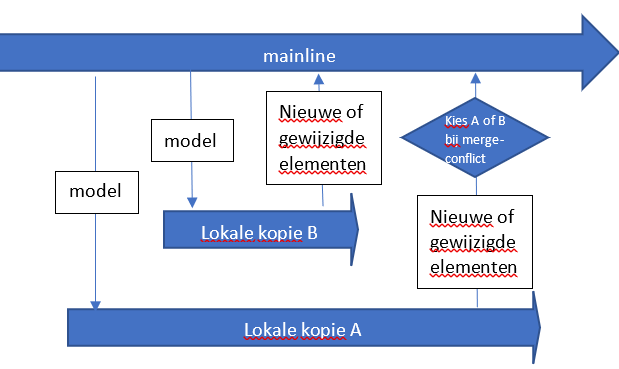 mainline
Nieuwe of
gewijzigde
elementen
Kies A of B
bij merge-
conflict
model
model
Nieuwe of
gewijzigde
elementen
Lokale kopie B
Lokale kopie A